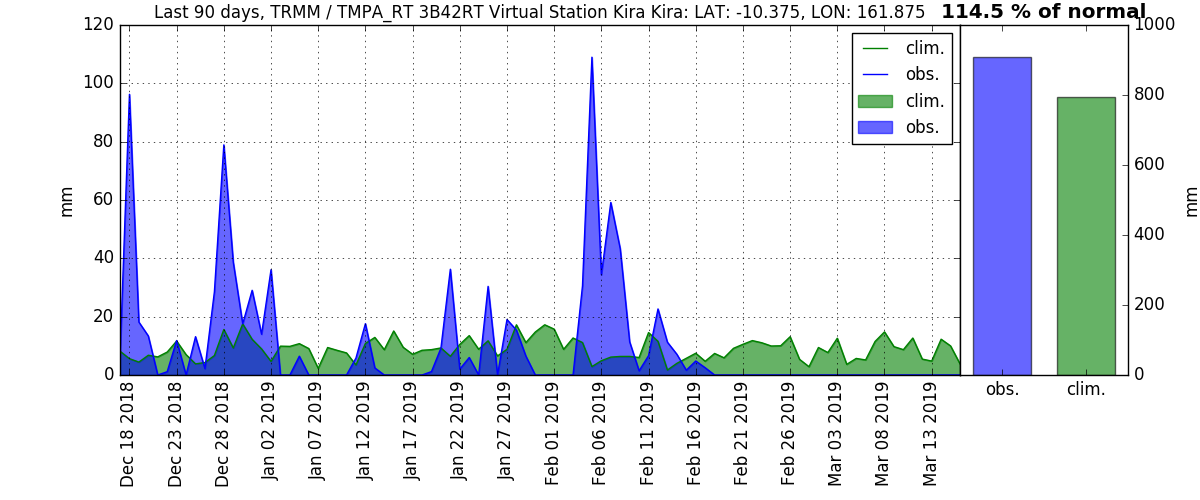 Last 90 days, TRMM / TMPA_RT 3B42RT Virtual Station Kira Kira: LAT: -10.375, LON: 161.875 114.5 % of normal
120
100
80
60
40
20
0
mm
clim.
obs.
clim.
obs.
1000
800
600
400
200
0
mm
obs.
clim.
Dec 18 2018
Dec 23 2018
Dec 28 2018
Jan 02 2019
Jan 07 2019
Jan 12 2019
Jan 17 2019
Jan 22 2019
Jan 27 2019
Feb 01 2019
Feb 06 2019
Feb 11 2019
Feb 16 2019
Feb 21 2019
Feb 26 2019
Mar 03 2019
Mar 08 2019
Mar 13 2019